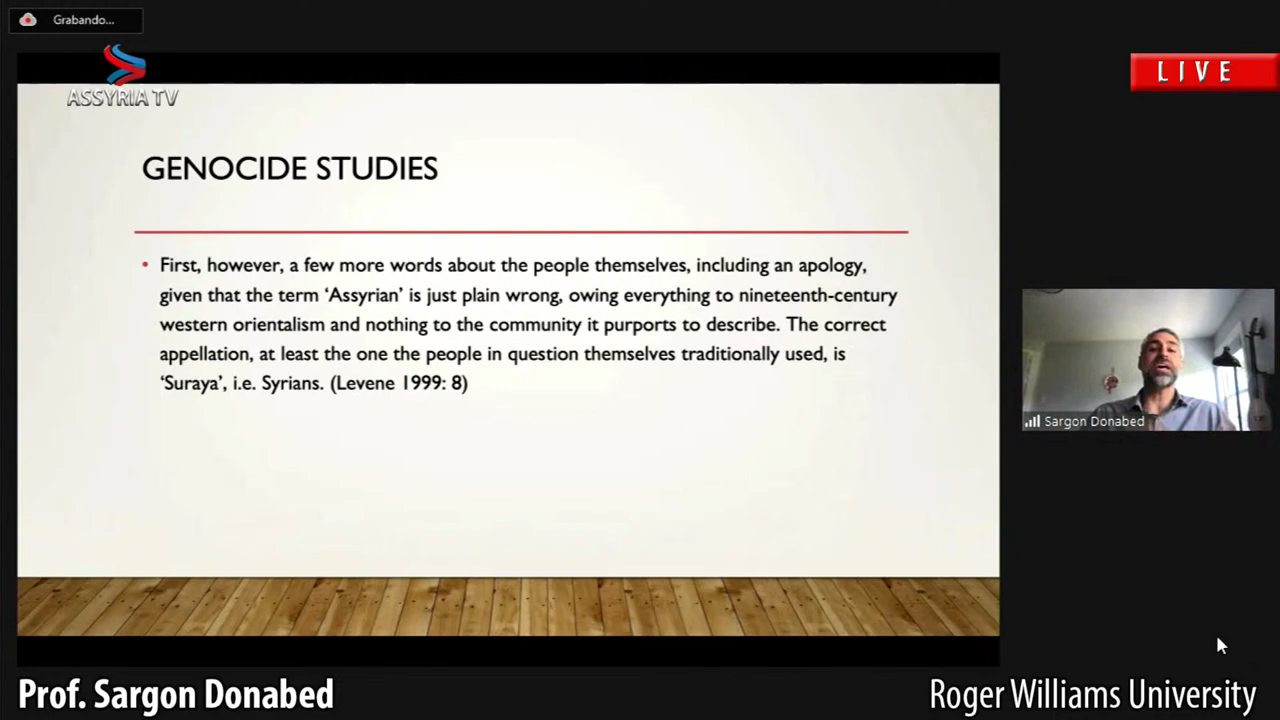 Grabando...
ASSYRIA TV
LIVE
GENOCIDE STUDIES
• First, however, a few more words about the people themselves, including an apology,
given that the term ‘Assyrian’ is just plain wrong, owing everything to nineteenth-century
western orientalism and nothing to the community it purports to describe. The correct
appellation, at least the one the people in question themselves traditionally used, is
‘Suraya’, i.e. Syrians. (Levene 1999: 8)
Sargon Donabed
Prof. Sargon Donabed
Roger Williams University